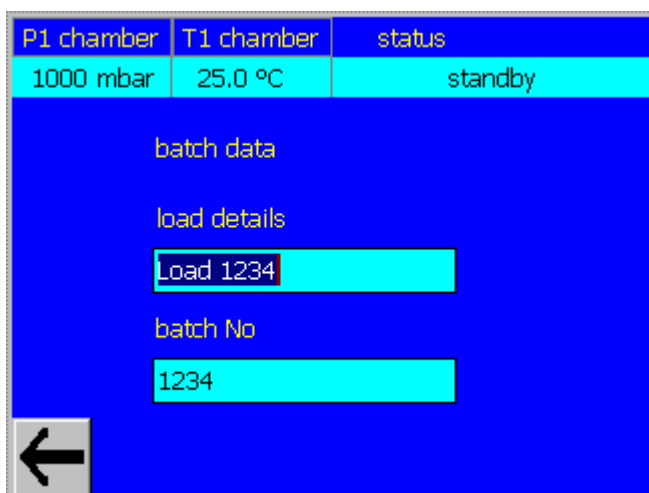 P1 chamber T1 chamber status
1000 mbar 25.0 ºC standby
batch data
load details
Load 1234
batch No
1234